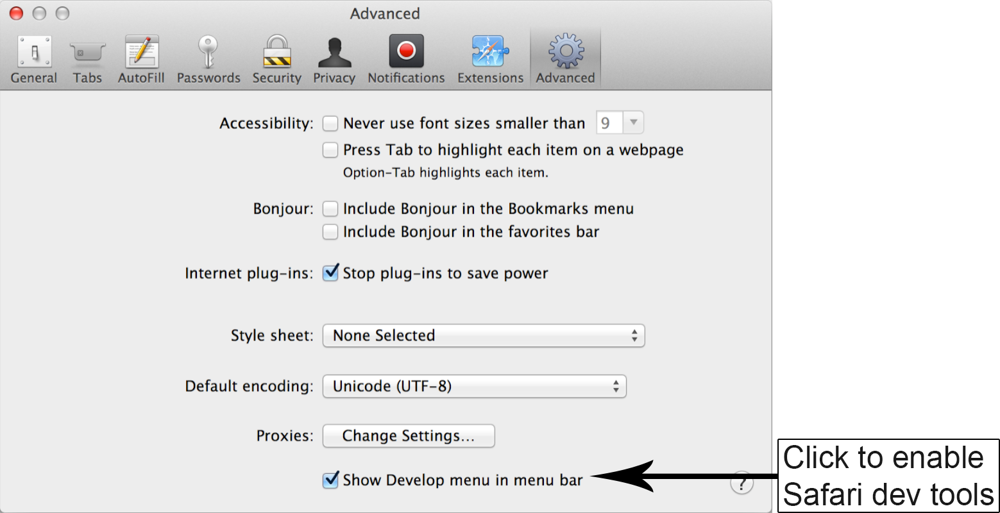 Advanced
General Tabs AutoFill Passwords Security Privacy Notifications Extensions Advanced
Accessibility: Never use font sizes smaller than 9
Press Tab to highlight each item on a webpage
Option-Tab highlights each item.
Bonjour: Include Bonjour in the Bookmarks menu
Include Bonjour in the favorites bar
Internet plug-ins: Stop plug-ins to save power
Style sheet: None Selected
Default encoding: Unicode (UTF-8)
Proxies: Change Settings...
Show Develop menu in menu bar
?
Click to enable
Safari dev tools